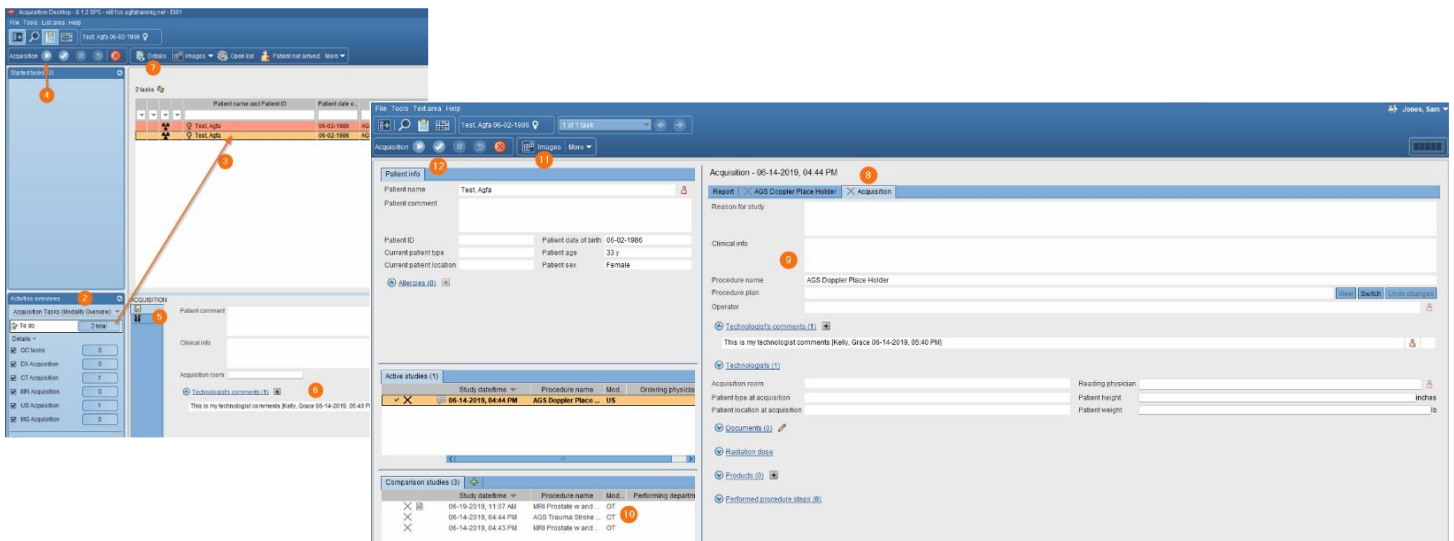 Acquisition Desktop - 8.1.2 SP5 - ei01cs.agfatraining.net - EI01
File Tools List area Help
Test, Agfa 06-02-1986
Acquisition Details Images Open list Patient not arrived More
7
Started tasks (0)
4
2 tasks
Patient name and Patient ID Patient date o...
Test, Agfa 06-02-1986 AG
Test, Agfa 06-02-1986 AG
3
Activities overviews 2
Acquisition Tasks (Modality Overview)
To do 2 total
Details
QC tasks 0
DX Acquisition 0
CT Acquisition 1
MR Acquisition 0
US Acquisition 1
MG Acquisition 0
ACQUISITION
5
Patient comment
Clinical info
Acquisition room
6
Technologist's comments (1)
This is my technologist comments [Kelly, Grace 06-14-2019, 05:40 P
File Tools Text area Help
Jones, Sam
Test, Agfa 06-02-1986 1 of 1 task
Acquisition Images More
12 11
Patient info
Patient name Test, Agfa
Patient comment
Patient ID Patient date of birth 06-02-1986
Current patient type Patient age 33 y
Current patient location Patient sex Female
Allergies (0)
Active studies (1)
Study date/time Procedure name Mod... Ordering physicia
06-14-2019, 04:44 PM AGS Doppler Place ... US
Comparison studies (3)
Study date/time Procedure name Mod... Performing departm
06-19-2019, 11:07 AM MRI Prostate w and ... OT
06-14-2019, 04:44 PM AGS Trauma Stroke ... CT
10
06-14-2019, 04:43 PM MRI Prostate w and ... OT
Acquisition - 06-14-2019, 04:44 PM
8
Report AGS Doppler Place Holder Acquisition
Reason for study
Clinical info
9
Procedure name AGS Doppler Place Holder
Procedure plan View Switch Undo changes
Operator
Technologist's comments (1)
This is my technologist comments [Kelly, Grace 06-14-2019, 05:40 PM]
Technologists (1)
Acquisition room Reading physician
Patient type at acquisition Patient height inches
Patient location at acquisition Patient weight lb
Documents (3)
Radiation dose
Products (0)
Performed procedure steps (0)